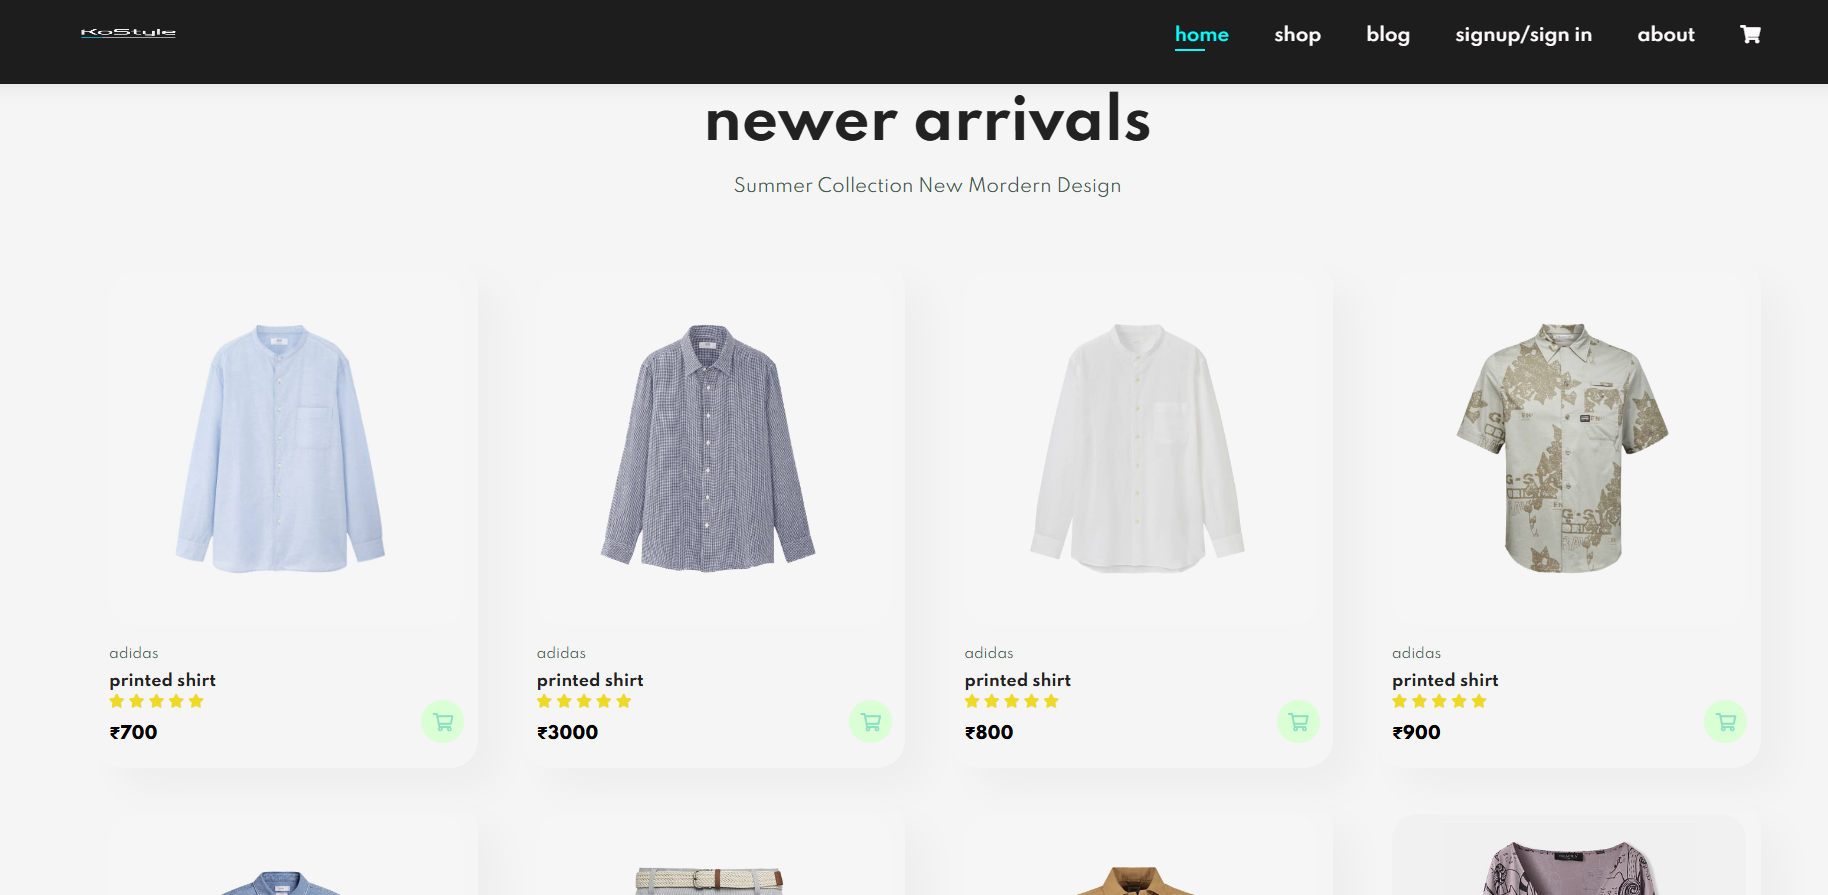 KoStyle
home shop blog signup/sign in about
newer arrivals
Summer Collection New Mordern Design
adidas
printed shirt
₹700
adidas
printed shirt
₹3000
adidas
printed shirt
₹800
adidas
printed shirt
₹900